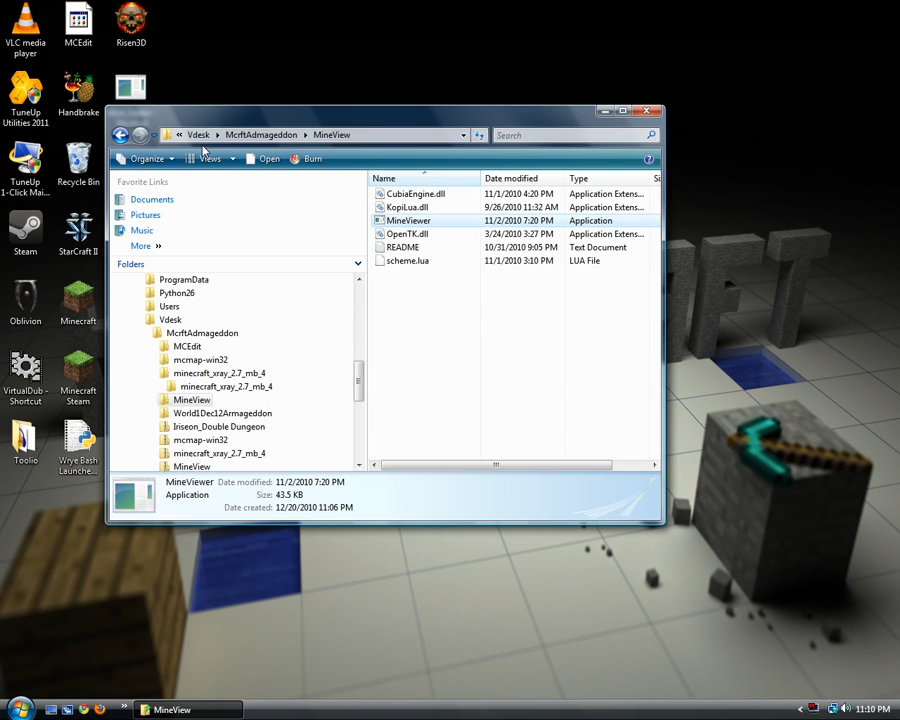 VLC media
player
MCEdit
Risen3D
TuneUp
Utilities 2011
Handbrake
TuneUp
1-Click Mai...
Recycle Bin
Steam
StarCraft II
Oblivion
Minecraft
VirtualDub -
Shortcut
Minecraft
Steam
Toolio
Wrye Bash
Launche...
« Vdesk McrftAdmageddon MineView
Search
Organize Views Open Burn
Favorite Links
Documents
Pictures
Music
More »
Folders
ProgramData
Python26
Users
Vdesk
McrftAdmageddon
MCEdit
mcmap-win32
minecraft_xray_2.7_mb_4
minecraft_xray_2.7_mb_4
MineView
World1Dec12Armageddon
Iriseon_Double Dungeon
mcmap-win32
minecraft_xray_2.7_mb_4
MineView
Name Date modified Type Si
CubiaEngine.dll 11/1/2010 4:20 PM Application Extens...
KopiLua.dll 9/26/2010 11:32 AM Application Extens...
MineViewer 11/2/2010 7:20 PM Application
OpenTK.dll 3/24/2010 3:27 PM Application Extens...
README 10/31/2010 9:05 PM Text Document
scheme.lua 11/1/2010 3:10 PM LUA File
MineViewer Date modified: 11/2/2010 7:20 PM
Application Size: 43.5 KB
Date created: 12/20/2010 11:06 PM
MineView
11:10 PM